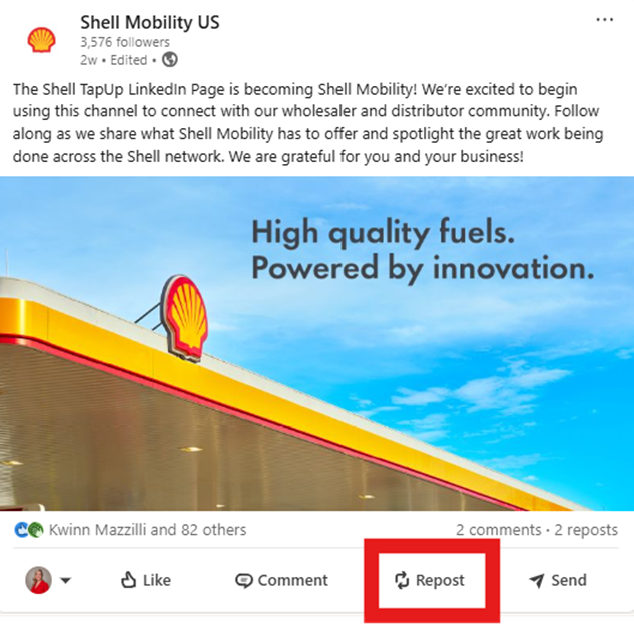 Shell Mobility US
3,576 followers
2w • Edited •
The Shell TapUp LinkedIn Page is becoming Shell Mobility! We're excited to begin
using this channel to connect with our wholesaler and distributor community. Follow
along as we share what Shell Mobility has to offer and spotlight the great work being
done across the Shell network. We are grateful for you and your business!
High quality fuels.
Powered by innovation.
Kwinn Mazzilli and 82 others
2 comments · 2 reposts
Like
Comment
Repost
Send